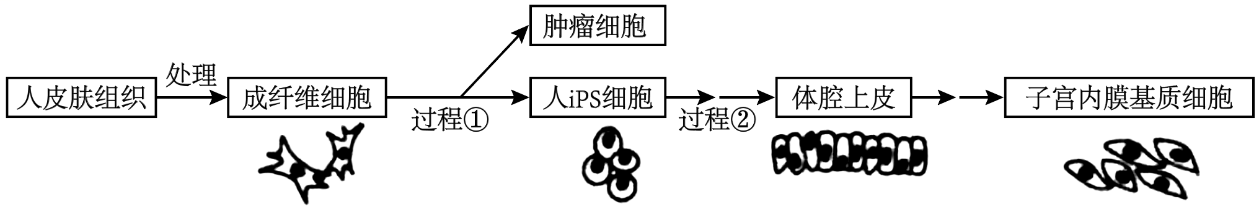 肿瘤细胞
人皮肤组织
处理
成纤维细胞
过程①
人iPS细胞
过程②
体腔上皮
子宫内膜基质细胞